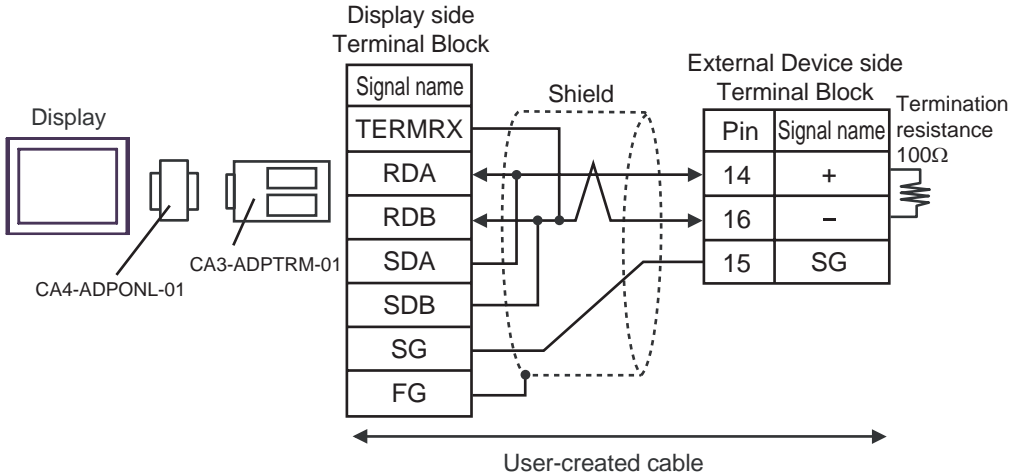 Display side
Terminal Block
Signal name
TERMRX
RDA
RDB
SDA
SDB
SG
FG
Display
CA4-ADPONL-01
CA3-ADPTRM-01
Shield
External Device side
Terminal Block
Pin Signal name
14 +
16 −
15 SG
Termination
resistance
100Ω
User-created cable